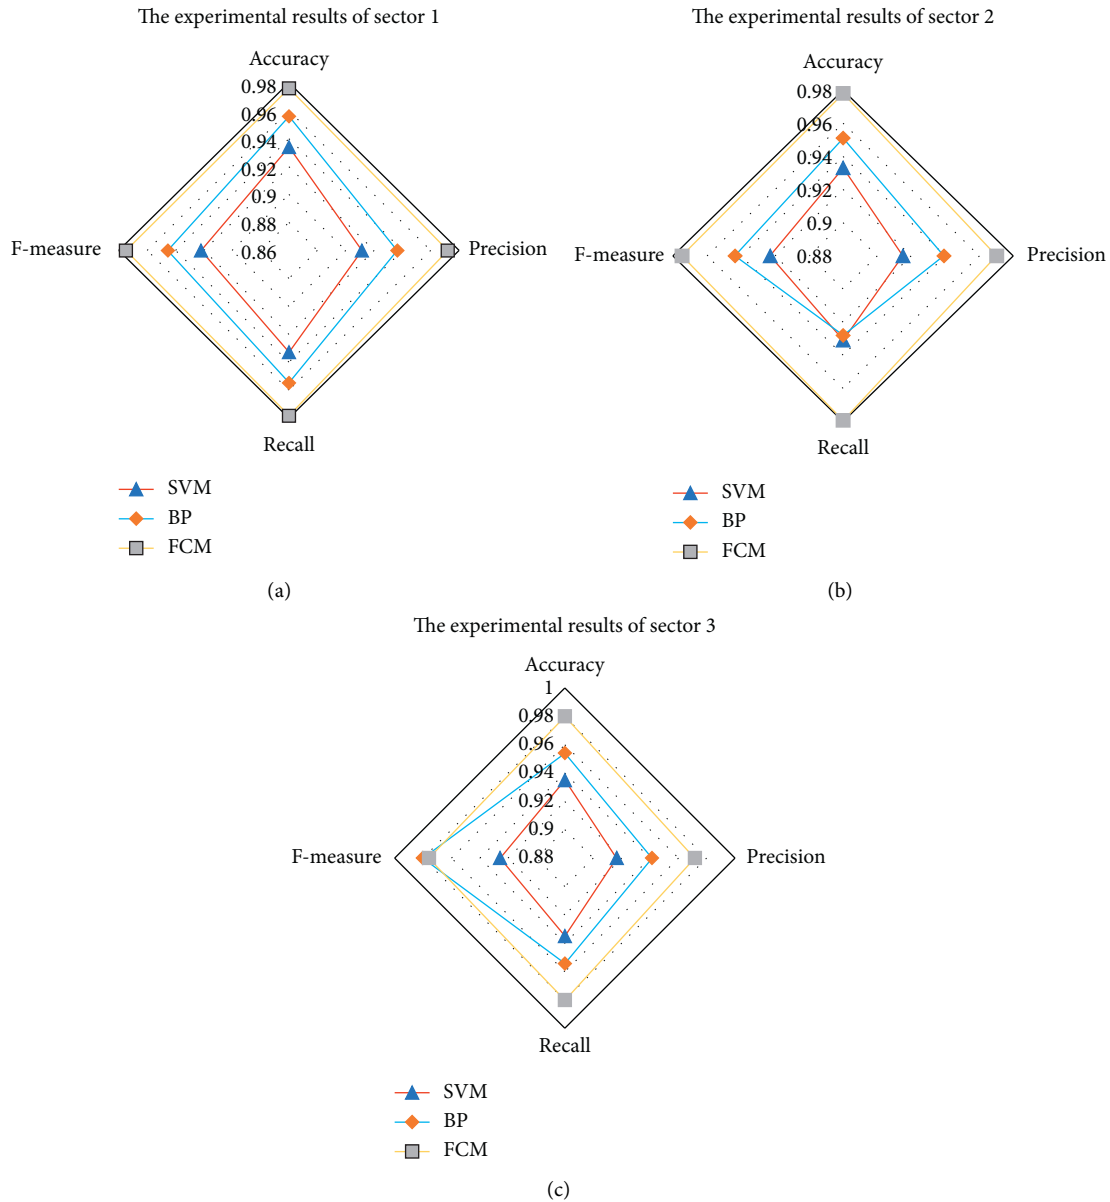 The experimental results of sector 1
Accuracy
0.98
0.96
0.94
0.92
0.9
0.88
0.86
F-measure
Precision
Recall
SVM
BP
FCM
(a)
The experimental results of sector 2
Accuracy
0.98
0.96
0.94
0.92
0.9
0.88
F-measure
Precision
Recall
SVM
BP
FCM
(b)
The experimental results of sector 3
Accuracy
1
0.98
0.96
0.94
0.92
0.9
0.88
F-measure
Precision
Recall
SVM
BP
FCM
(c)